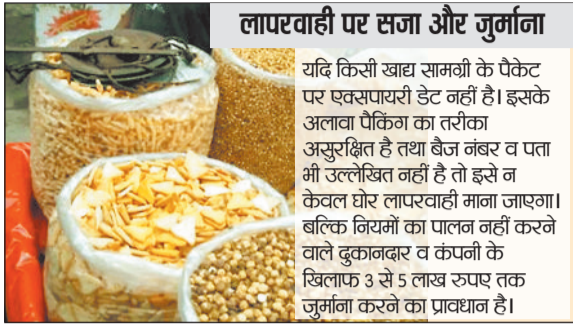 लापरवाही पर सजा और जुर्माना
यदि किसी खाद्य सामग्री के पैकेट
पर एक्सपायरी डेट नहीं है। इसके
अलावा पैकिंग का तरीका
असुरक्षित है तथा बैज नंबर व पता
भी उल्लेखित नहीं है तो इसे न
केवल घोर लापरवाही माना जाएगा।
बल्कि नियमों का पालन नहीं करने
वाले दुकानदार व कंपनी के
खिलाफ 3 से 5 लाख रुपए तक
जुर्माना करने का प्रावधान है।